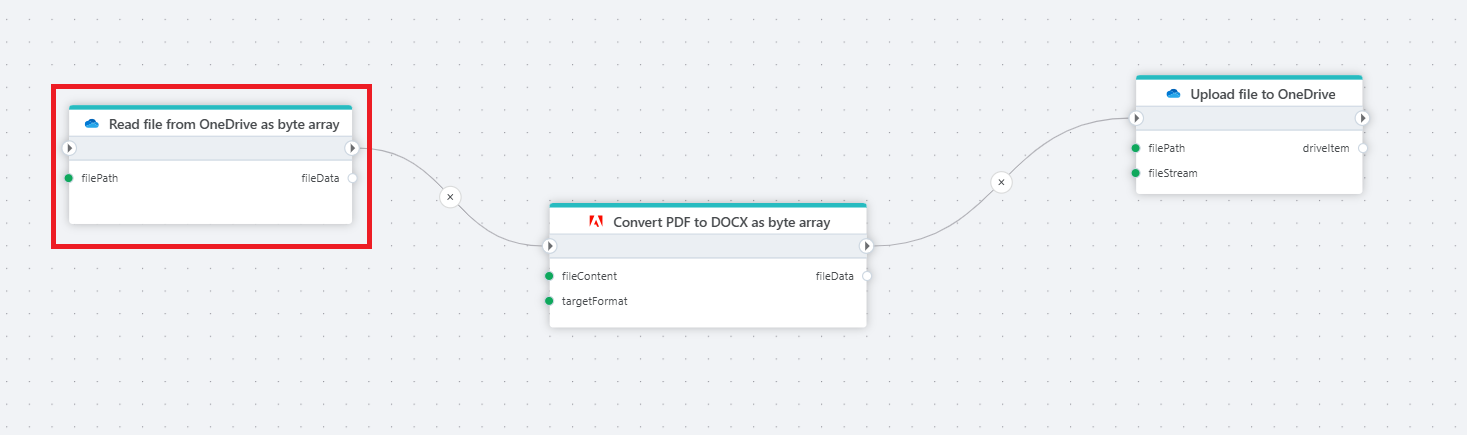 Read file from OneDrive as byte array
filePath
fileData
Convert PDF to DOCX as byte array
fileContent
fileData
targetFormat
Upload file to OneDrive
filePath
driveItem
fileStream